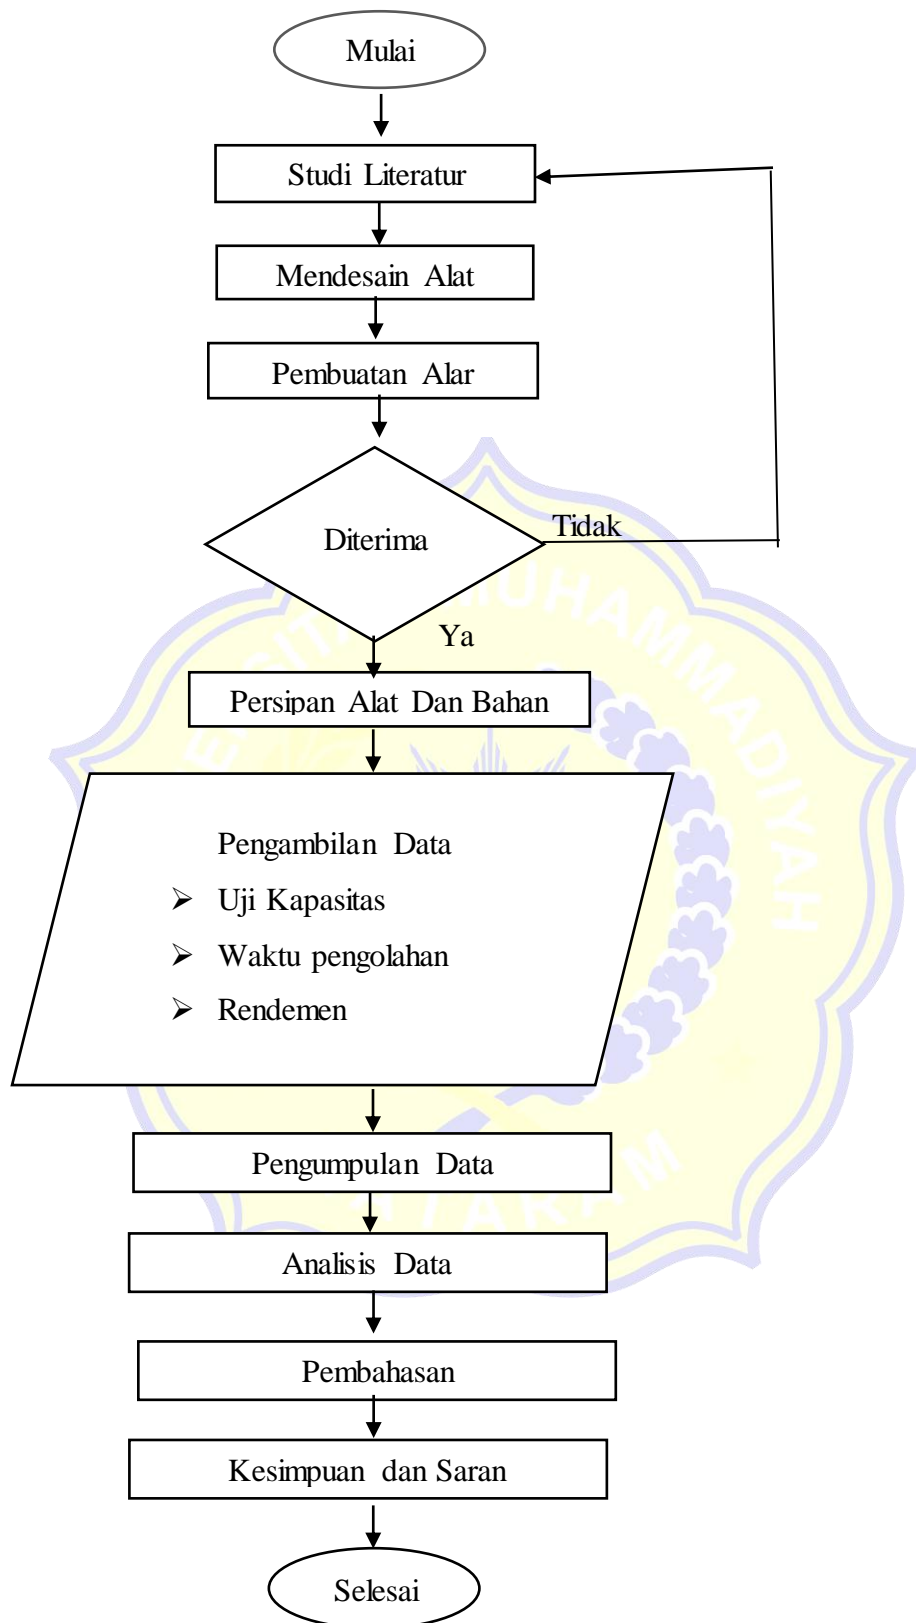 Mulai
Studi Literatur
Mendesain Alat
Pembuatan Alar
Diterima
Tidak
Ya
Persipan Alat Dan Bahan
Pengambilan Data
➢ Uji Kapasitas
➢ Waktu pengolahan
➢ Rendemen
Pengumpulan Data
Analisis Data
Pembahasan
Kesimpuan dan Saran
Selesai
MUHAMMADIYAH